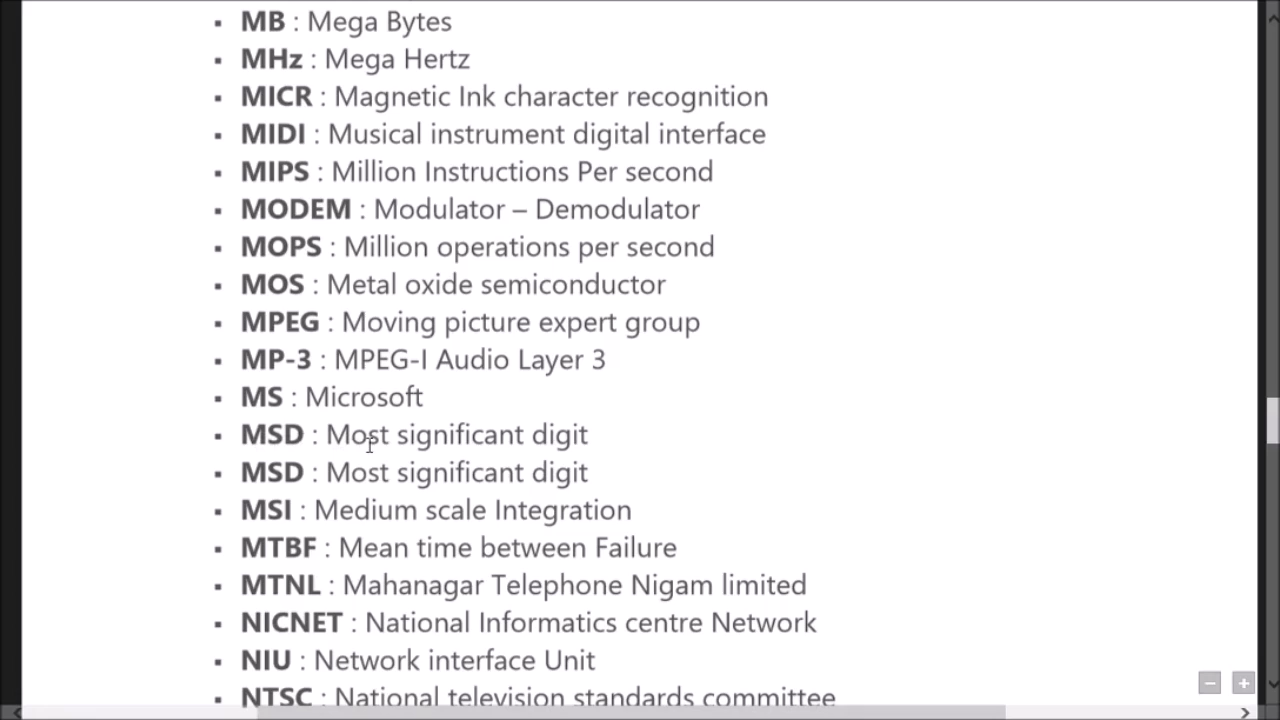 ▪ MB : Mega Bytes
▪ MHz : Mega Hertz
▪ MICR : Magnetic Ink character recognition
▪ MIDI : Musical instrument digital interface
▪ MIPS : Million Instructions Per second
▪ MODEM : Modulator – Demodulator
▪ MOPS : Million operations per second
▪ MOS : Metal oxide semiconductor
▪ MPEG : Moving picture expert group
▪ MP-3 : MPEG-I Audio Layer 3
▪ MS : Microsoft
▪ MSD : Most significant digit
▪ MSD : Most significant digit
▪ MSI : Medium scale Integration
▪ MTBF : Mean time between Failure
▪ MTNL : Mahanagar Telephone Nigam limited
▪ NICNET : National Informatics centre Network
▪ NIU : Network interface Unit
▪ NTSC : National television standards committee